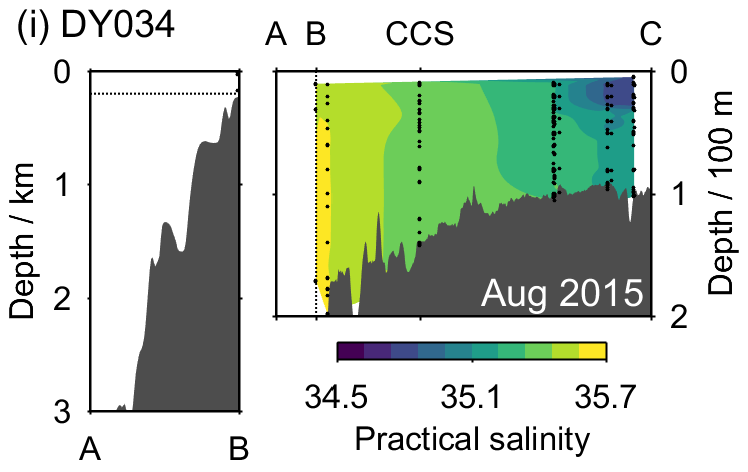 (i) DY034
A B CCS C
0
1
2
3
Depth / km
A B
0
1
2
Depth / 100 m
Aug 2015
34.5 35.1 35.7
Practical salinity